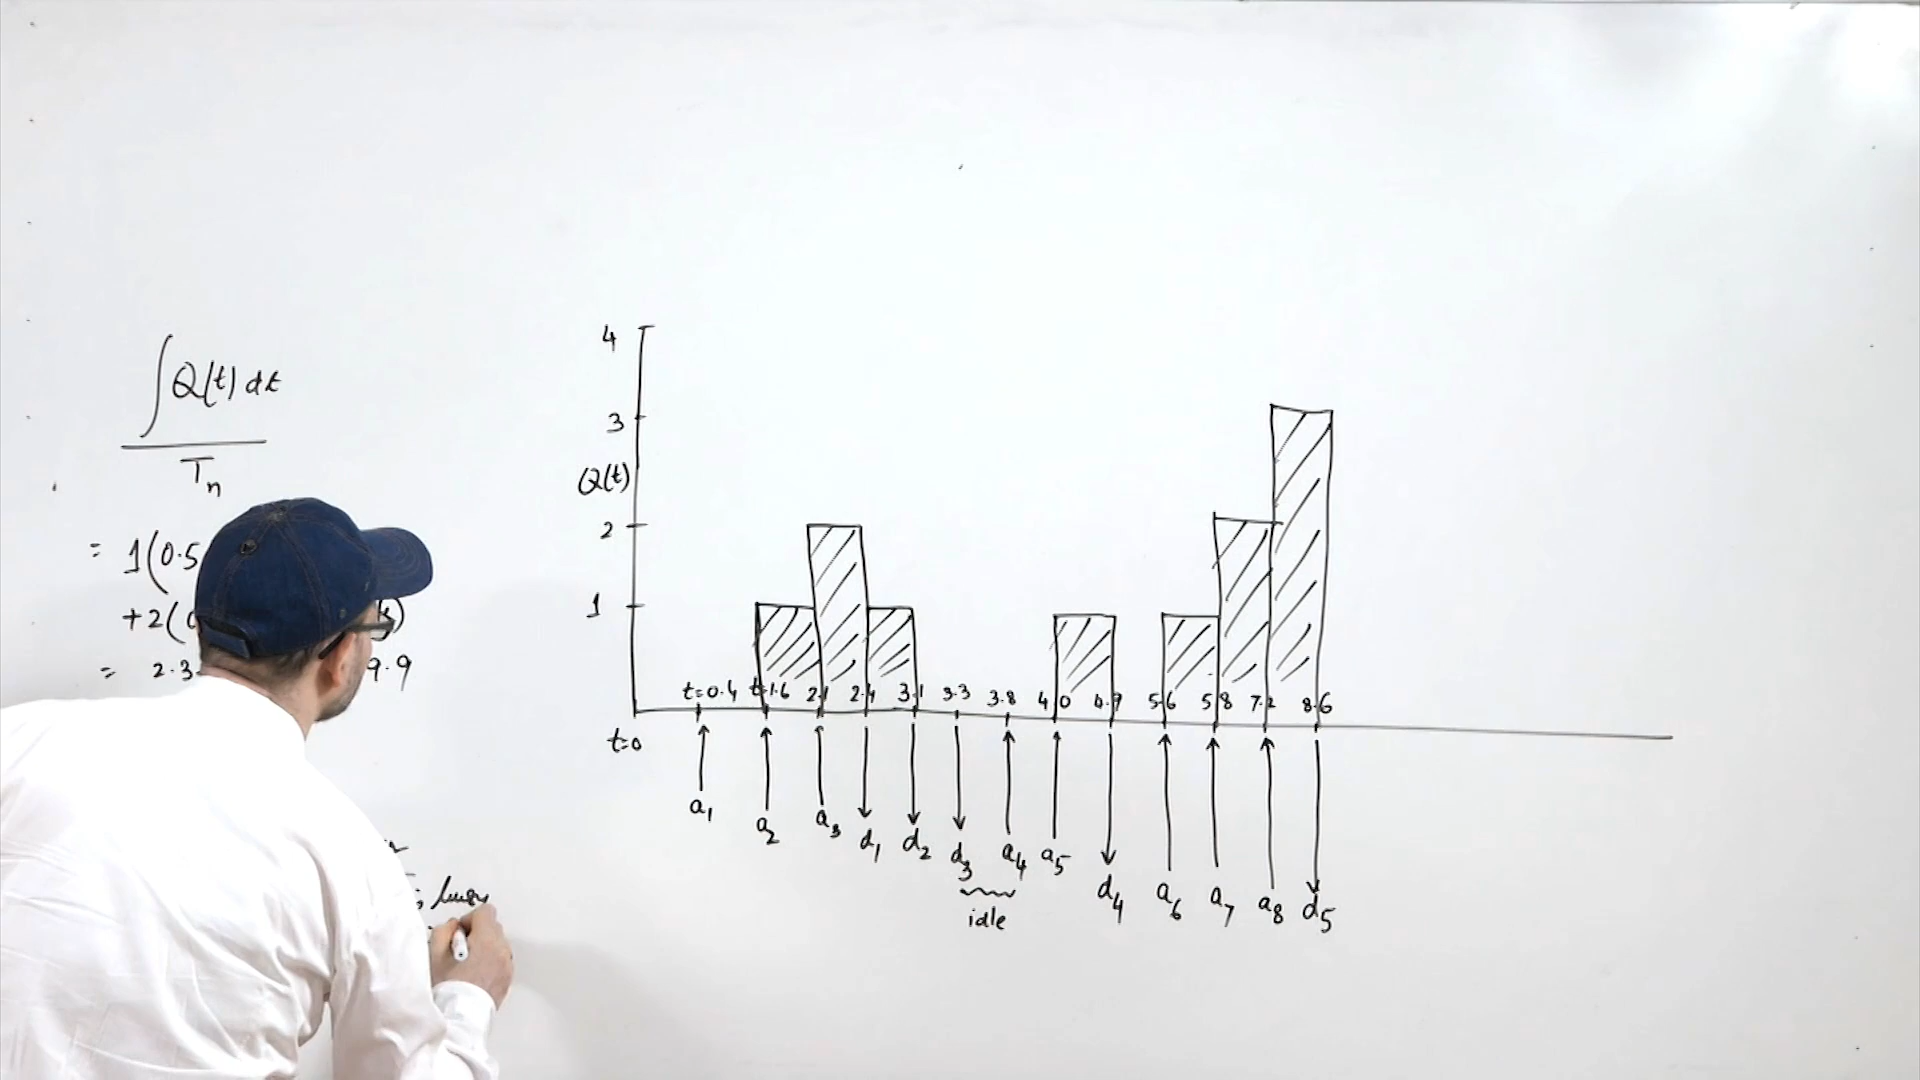 ∫Q(t) dt
Tn
= 1(0.5
+2(
= 2.3 9.9
busy
4
3
Q(t)
2
1
t=0.4 t=1.6 2.1 2.4 3.1 3.3 3.8 4.0 4.9 5.6 5.8 7.2 8.6
t=0
a1 a2 a3 d1 d2 d3 a4 a5 d4 a6 a7 a8 d5
idle